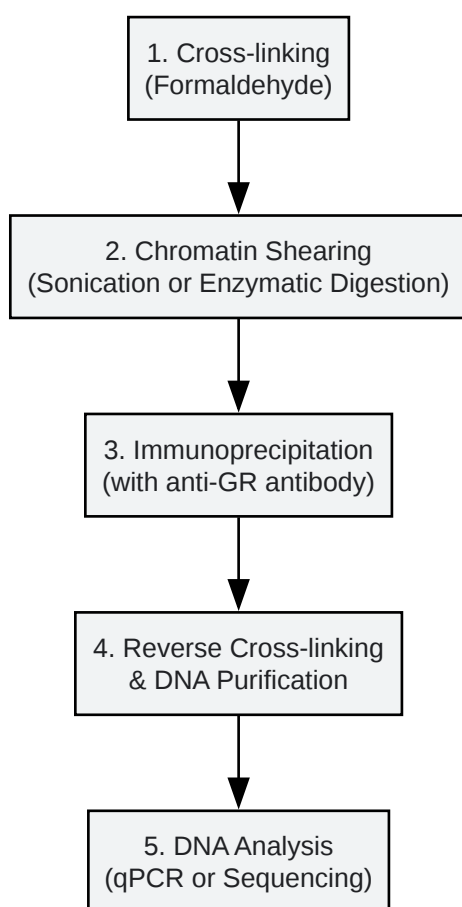 1. Cross-linking
(Formaldehyde)
2. Chromatin Shearing
(Sonication or Enzymatic Digestion)
3. Immunoprecipitation
(with anti-GR antibody)
4. Reverse Cross-linking
& DNA Purification
5. DNA Analysis
(qPCR or Sequencing)